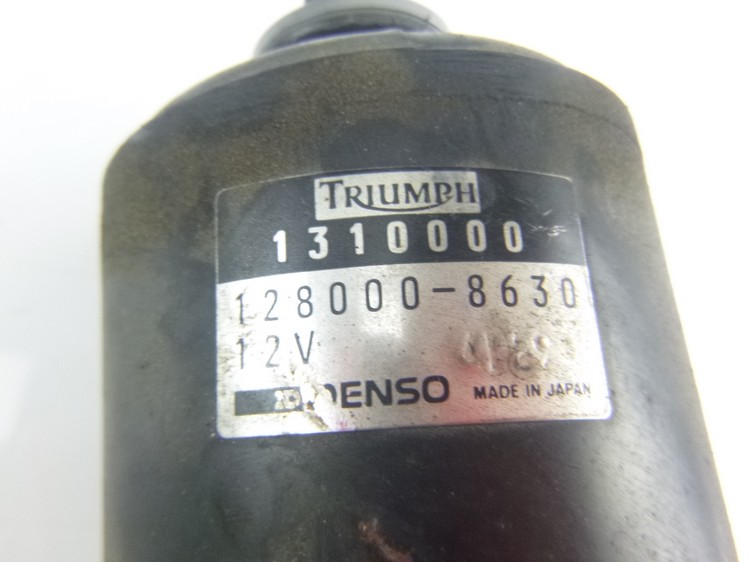 TRIUMPH
1310000
128000-8630
12V
DENSO MADE IN JAPAN